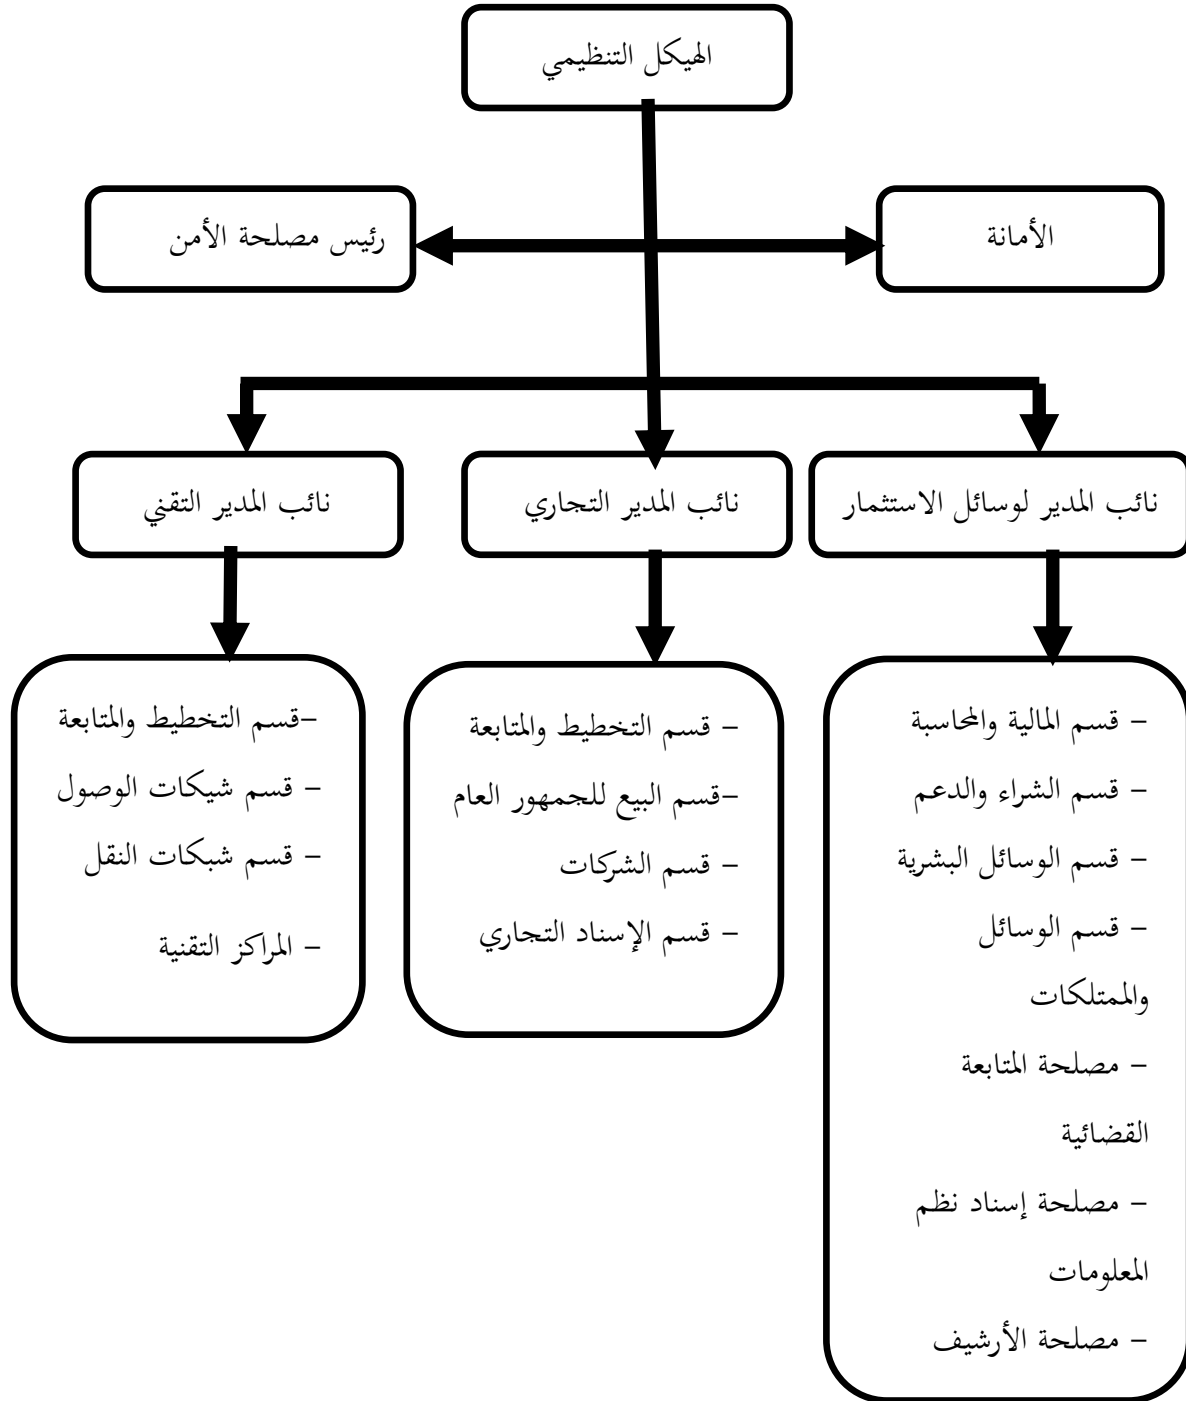 الهيكل التنظيمي
الأمانة
رئيس مصلحة الأمن
نائب المدير لوسائل الاستثمار
نائب المدير التجاري
نائب المدير التقني
– قسم المالية والمحاسبة
– قسم الشراء والدعم
– قسم الوسائل البشرية
– قسم الوسائل
والممتلكات
– مصلحة المتابعة
القضائية
– مصلحة إسناد نظم
المعلومات
– مصلحة الأرشيف
– قسم التخطيط والمتابعة
–قسم البيع للجمهور العام
– قسم الشركات
– قسم الإسناد التجاري
–قسم التخطيط والمتابعة
– قسم شيكات الوصول
– قسم شبكات النقل
– المراكز التقنية